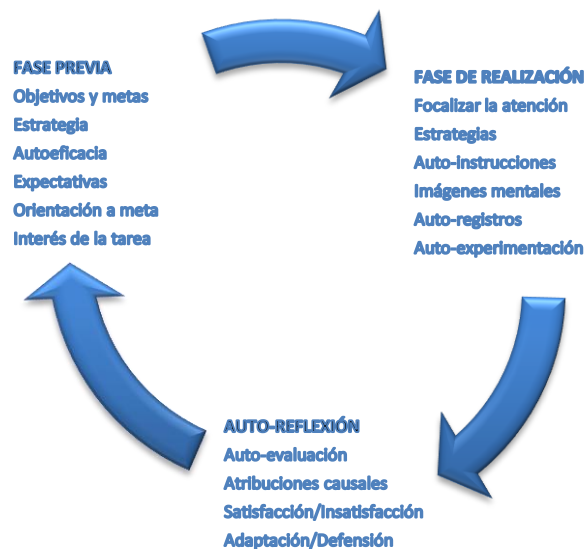 FASE PREVIA
Objetivos y metas
Estrategia
Autoeficacia
Expectativas
Orientación a meta
Interés de la tarea
FASE DE REALIZACIÓN
Focalizar la atención
Estrategias
Auto-instrucciones
Imágenes mentales
Auto-registros
Auto-experimentación
AUTO-REFLEXIÓN
Auto-evaluación
Atribuciones causales
Satisfacción/Insatisfacción
Adaptación/Defensión